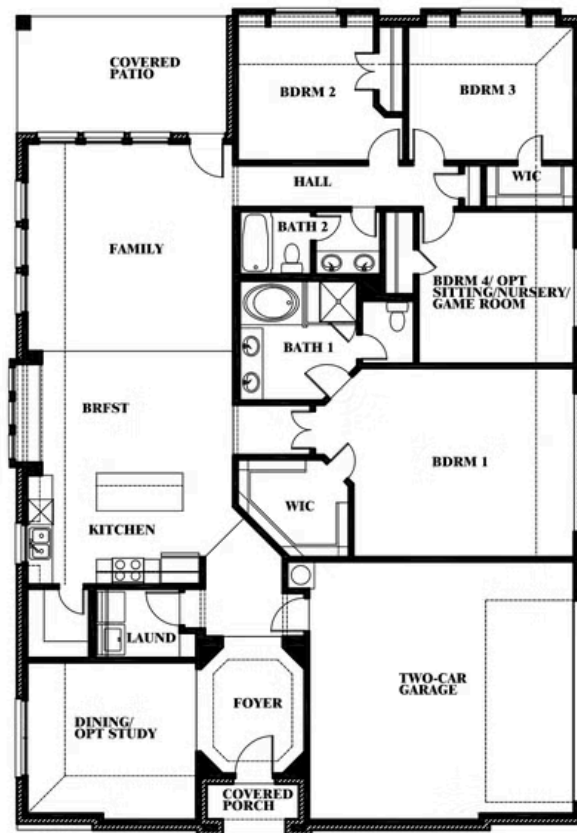 COVERED
PATIO
BDRM 2
BDRM 3
HALL
WIC
BATH 2
FAMILY
BDRM 4/ OPT
SITTING/NURSERY/
GAME ROOM
BATH 1
BRFST
BDRM 1
WIC
KITCHEN
LAUND
TWO-CAR
GARAGE
FOYER
DINING/
OPT STUDY
COVERED
PORCH